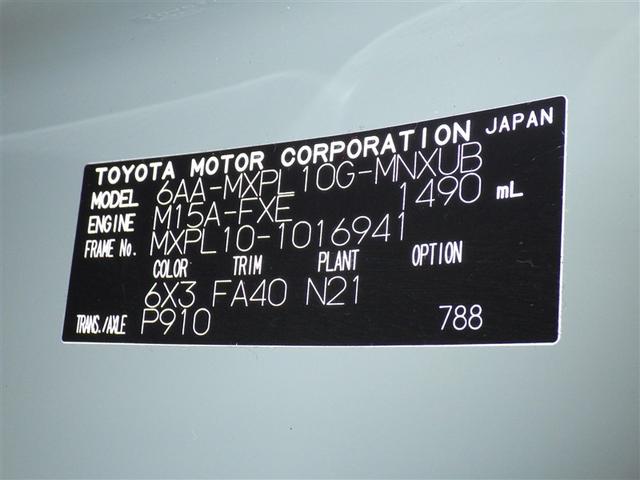 TOYOTA MOTOR CORPORATION JAPAN
MODEL 6AA-MXPL10G-MNXUB
ENGINE M15A-FXE 1490 mL
FRAME No. MXPL10-1016941
COLOR TRIM PLANT OPTION
6X3 FA40 N21
TRANS./AXLE P910 788